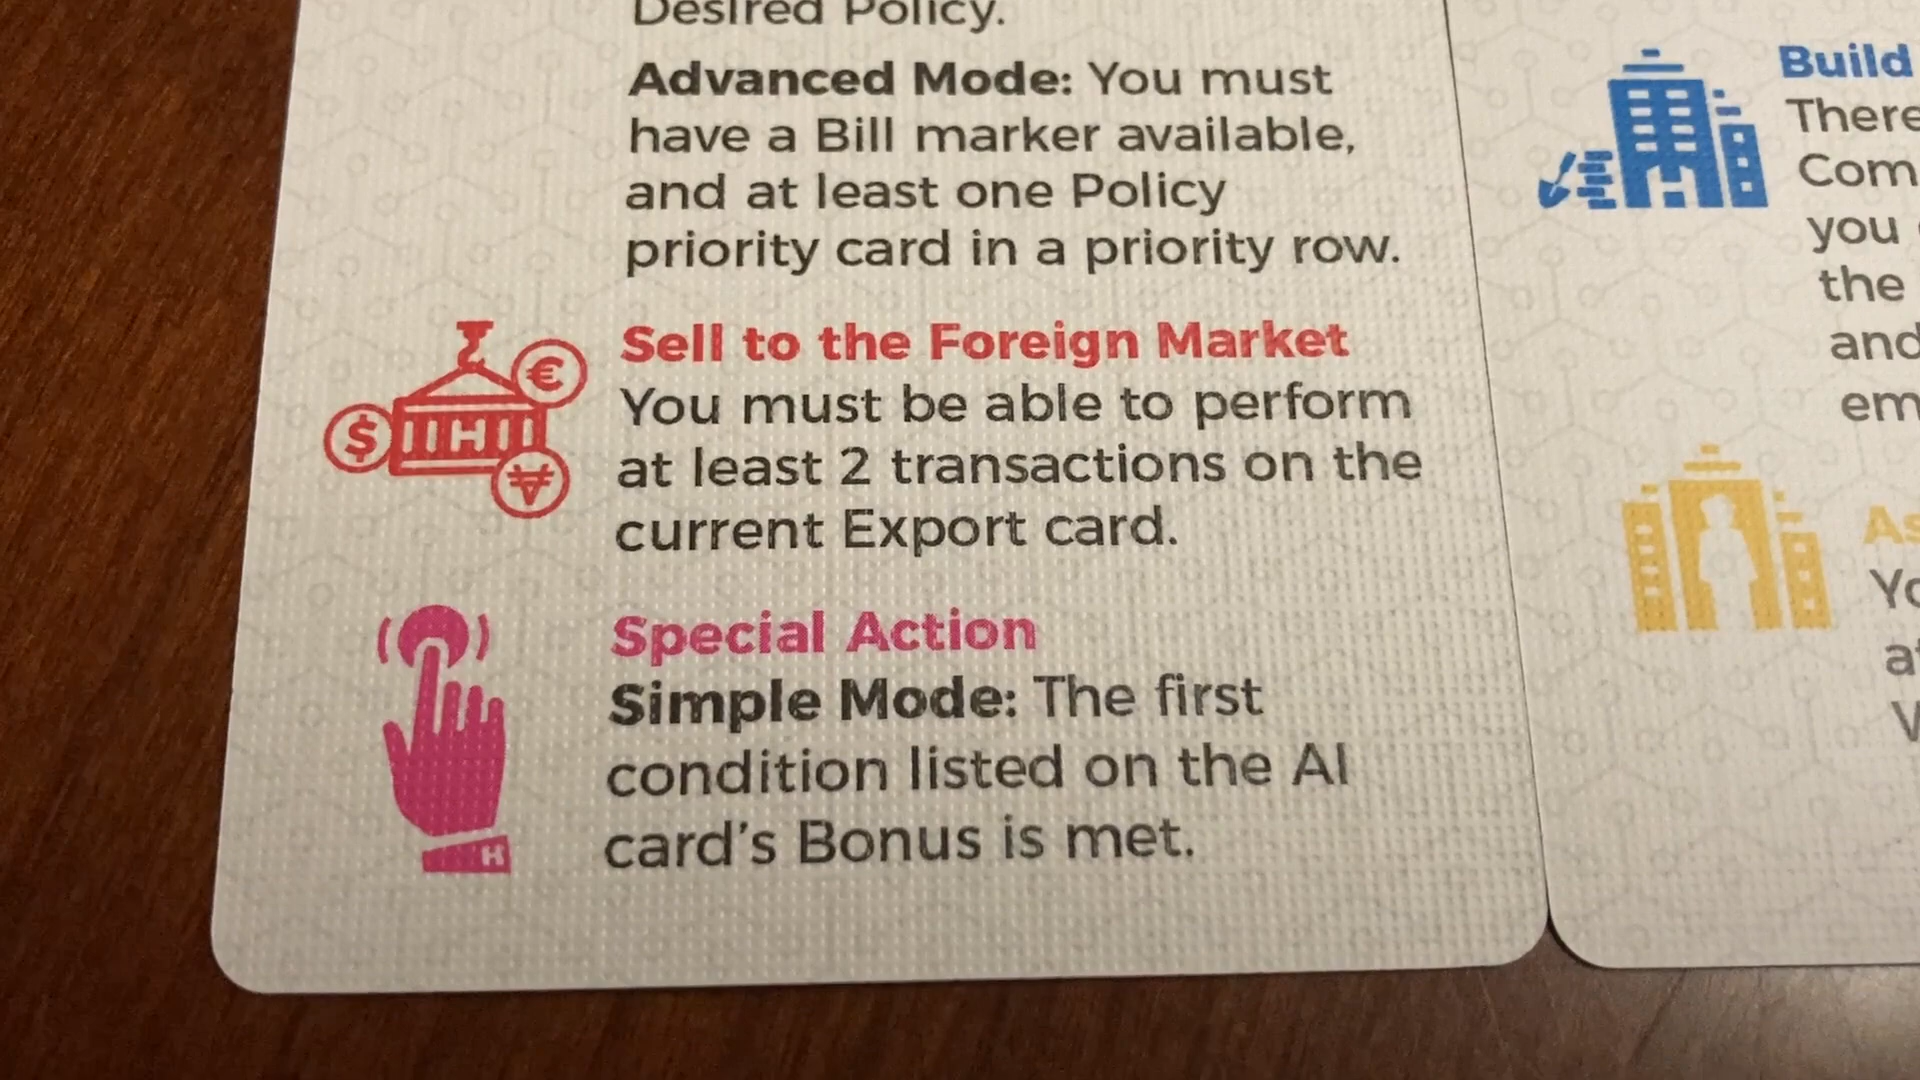 Desired Policy.
Advanced Mode: You must
have a Bill marker available,
and at least one Policy
priority card in a priority row.
Sell to the Foreign Market
You must be able to perform
at least 2 transactions on the
current Export card.
Special Action
Simple Mode: The first
condition listed on the AI
card's Bonus is met.
H
Build
There
Com
you
the
and
em
As
Yo
at